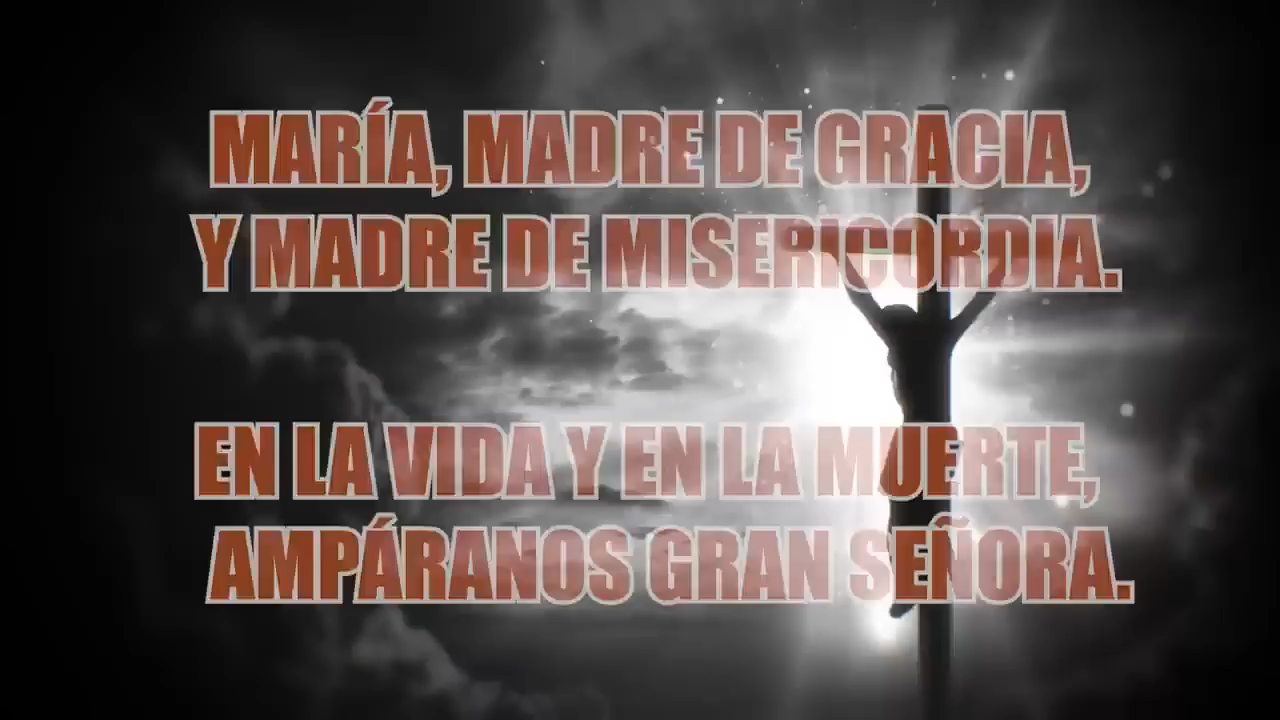 MARÍA, MADRE DE GRACIA,
Y MADRE DE MISERICORDIA.
EN LA VIDA Y EN LA MUERTE,
AMPÁRANOS GRAN SEÑORA.